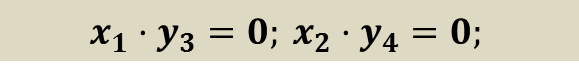 x₁ · y₃ = 0; x₂ · y₄ = 0;